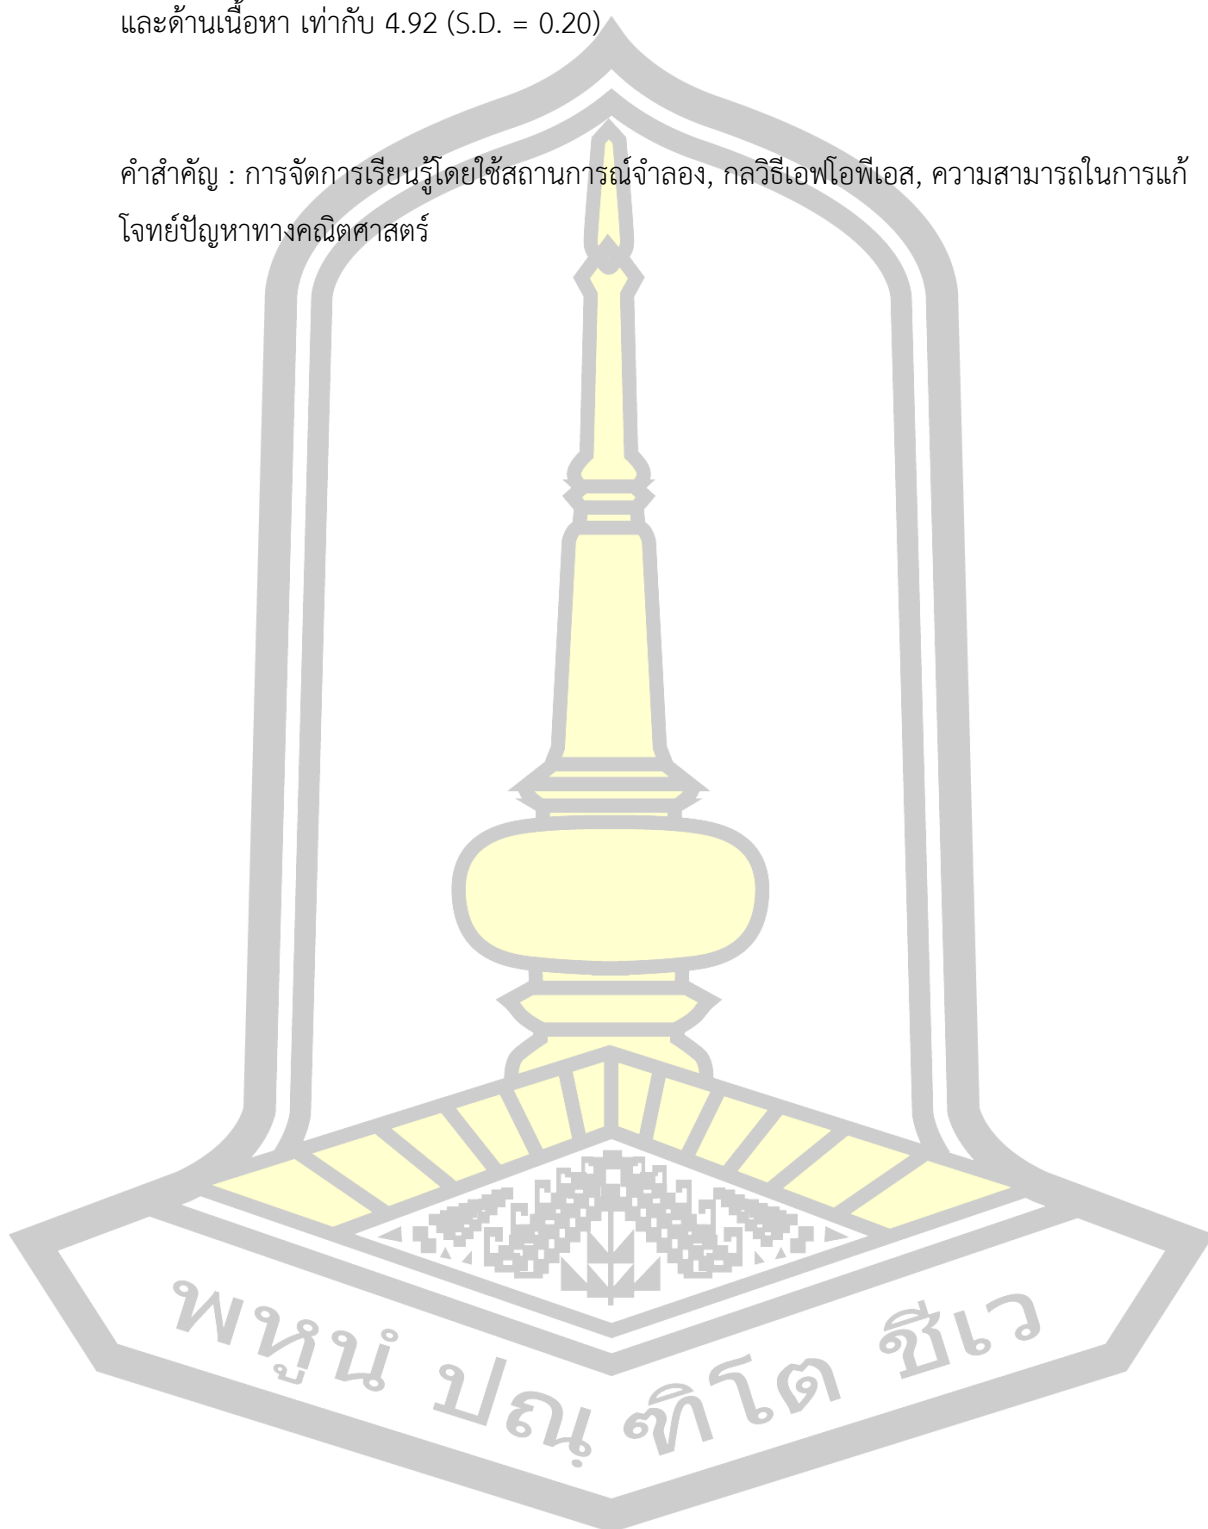 และด้านเนื้อหา เท่ากับ 4.92 (S.D. = 0.20)
คำสำคัญ : การจัดการเรียนรู้โดยใช้สถานการณ์จำลอง, กลวิธีเอฟโอพีเอส, ความสามารถในการแก้
โจทย์ปัญหาทางคณิตศาสตร์
พหูนํ ปณฺฑิโต ชีเว